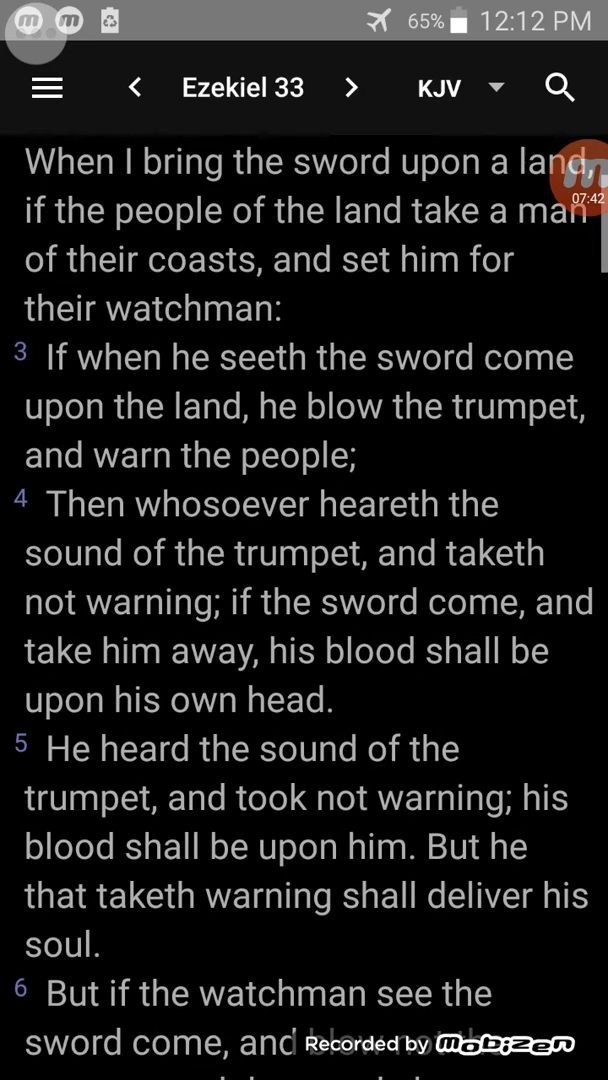 65% 12:12 PM
Ezekiel 33 KJV
When I bring the sword upon a land,
07:42
if the people of the land take a man
of their coasts, and set him for
their watchman:
3 If when he seeth the sword come
upon the land, he blow the trumpet,
and warn the people;
4 Then whosoever heareth the
sound of the trumpet, and taketh
not warning; if the sword come, and
take him away, his blood shall be
upon his own head.
5 He heard the sound of the
trumpet, and took not warning; his
blood shall be upon him. But he
that taketh warning shall deliver his
soul.
6 But if the watchman see the
sword come, and blow not the
Recorded by mobizen